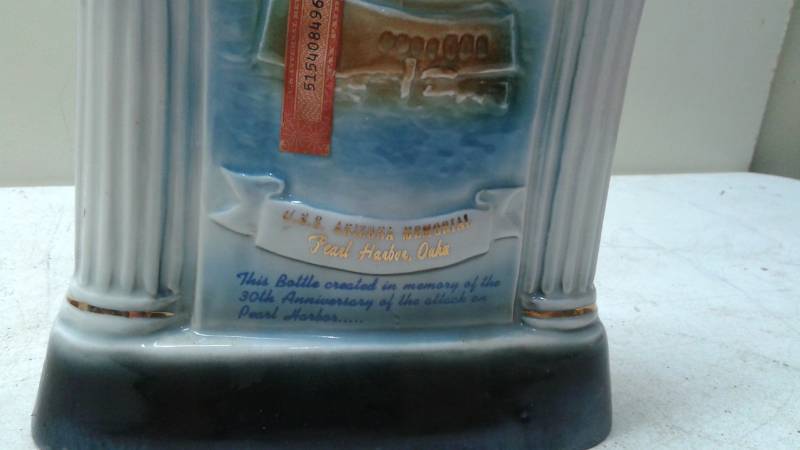 515408496
U.S.S. ARIZONA MEMORIAL
Pearl Harbor, Oahu
This Bottle created in memory of the
30th Anniversary of the attack on
Pearl Harbor.....